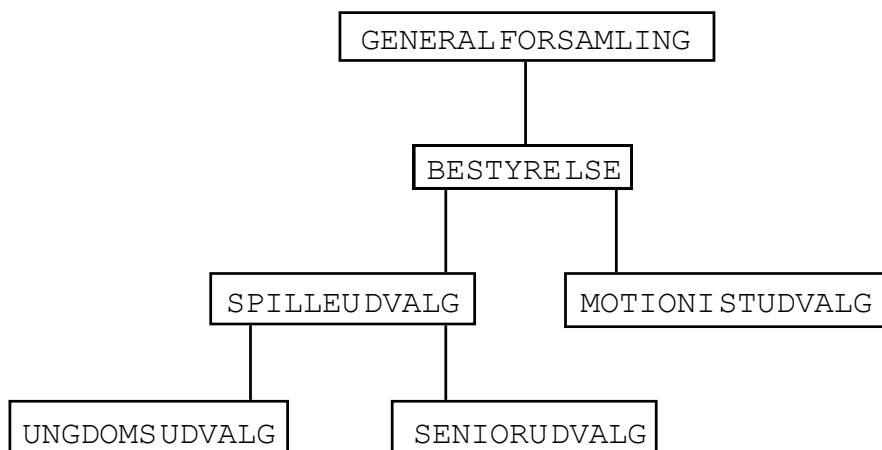 GENERALFORSAMLING
BESTYRELSE
SPILLEUDVALG
MOTIONISTUDVALG
UNGDOMSUDVALG
SENIORUDVALG